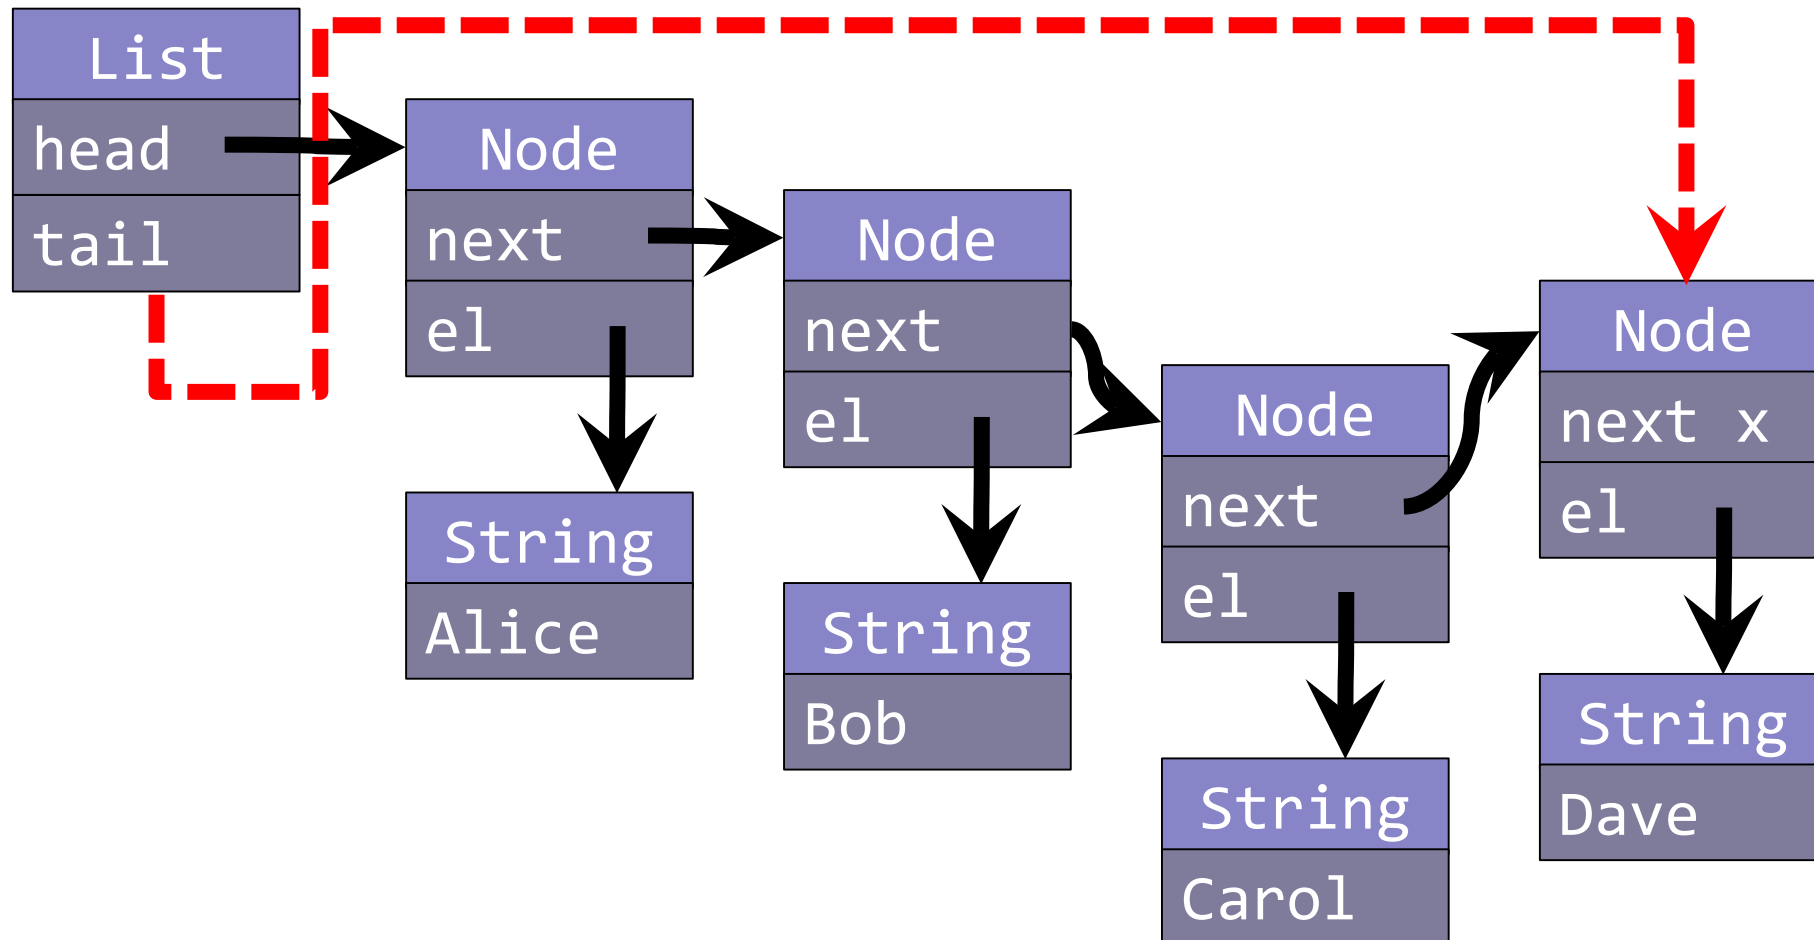 List
head
tail
Node
next
el
String
Alice
Node
next
el
String
Bob
Node
next
el
String
Carol
Node
next x
el
String
Dave